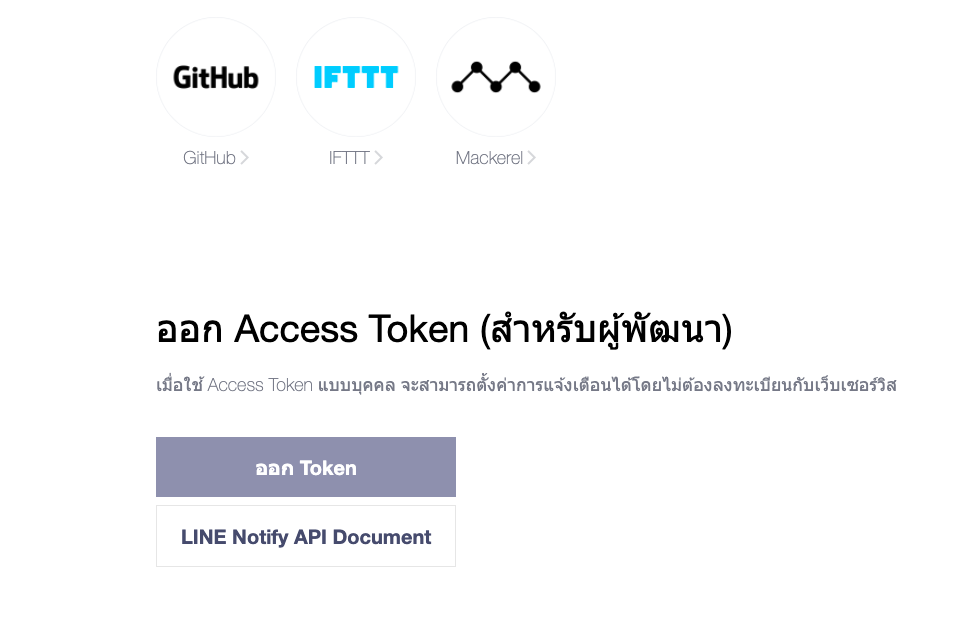 GitHub
IFTTT
GitHub
IFTTT
Mackerel
ออก Access Token (สำหรับผู้พัฒนา)
เมื่อใช้ Access Token แบบบุคคล จะสามารถตั้งค่าการแจ้งเตือนได้โดยไม่ต้องลงทะเบียนกับเว็บเซอร์วิส
ออก Token
LINE Notify API Document